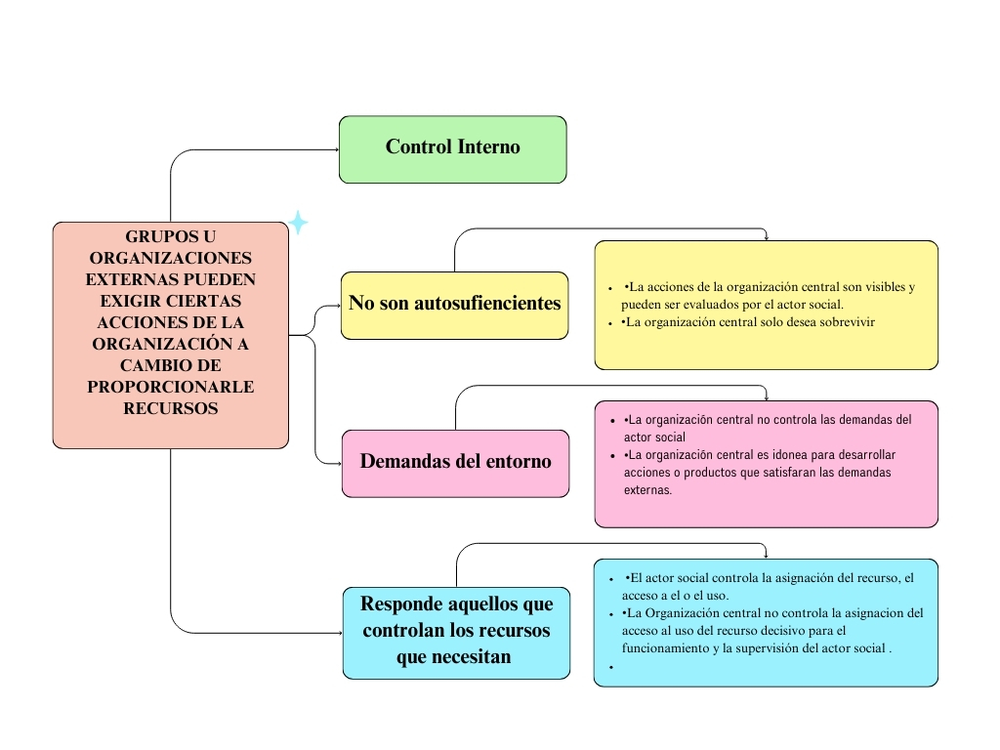 Control Interno
GRUPOS U
ORGANIZACIONES
EXTERNAS PUEDEN
EXIGIR CIERTAS
ACCIONES DE LA
ORGANIZACIÓN A
CAMBIO DE
PROPORCIONARLE
RECURSOS
No son autosufiencientes
• •La acciones de la organización central son visibles y
pueden ser evaluados por el actor social.
• •La organización central solo desea sobrevivir
Demandas del entorno
• •La organización central no controla las demandas del
actor social
• •La organización central es idonea para desarrollar
acciones o productos que satisfaran las demandas
externas.
Responde aquellos que
controlan los recursos
que necesitan
• •El actor social controla la asignación del recurso, el
acceso a el o el uso.
• •La Organización central no controla la asignacion del
acceso al uso del recurso decisivo para el
funcionamiento y la supervisión del actor social .
•